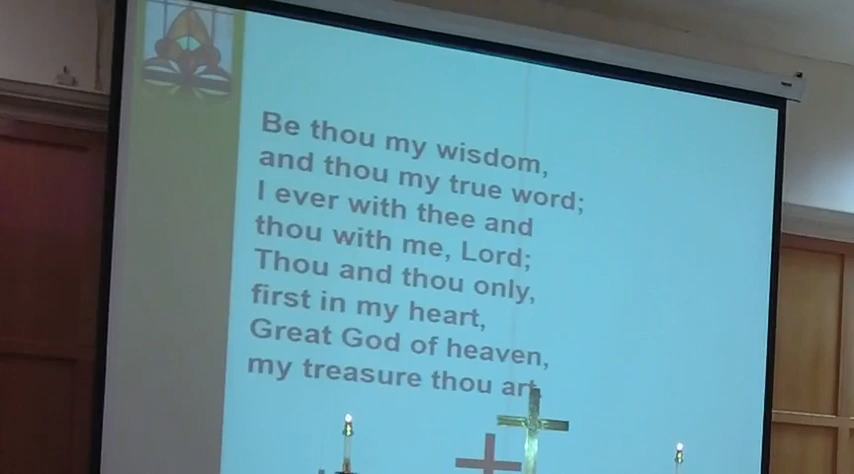 Be thou my wisdom,
and thou my true word;
I ever with thee and
thou with me, Lord;
Thou and thou only,
first in my heart,
Great God of heaven,
my treasure thou art